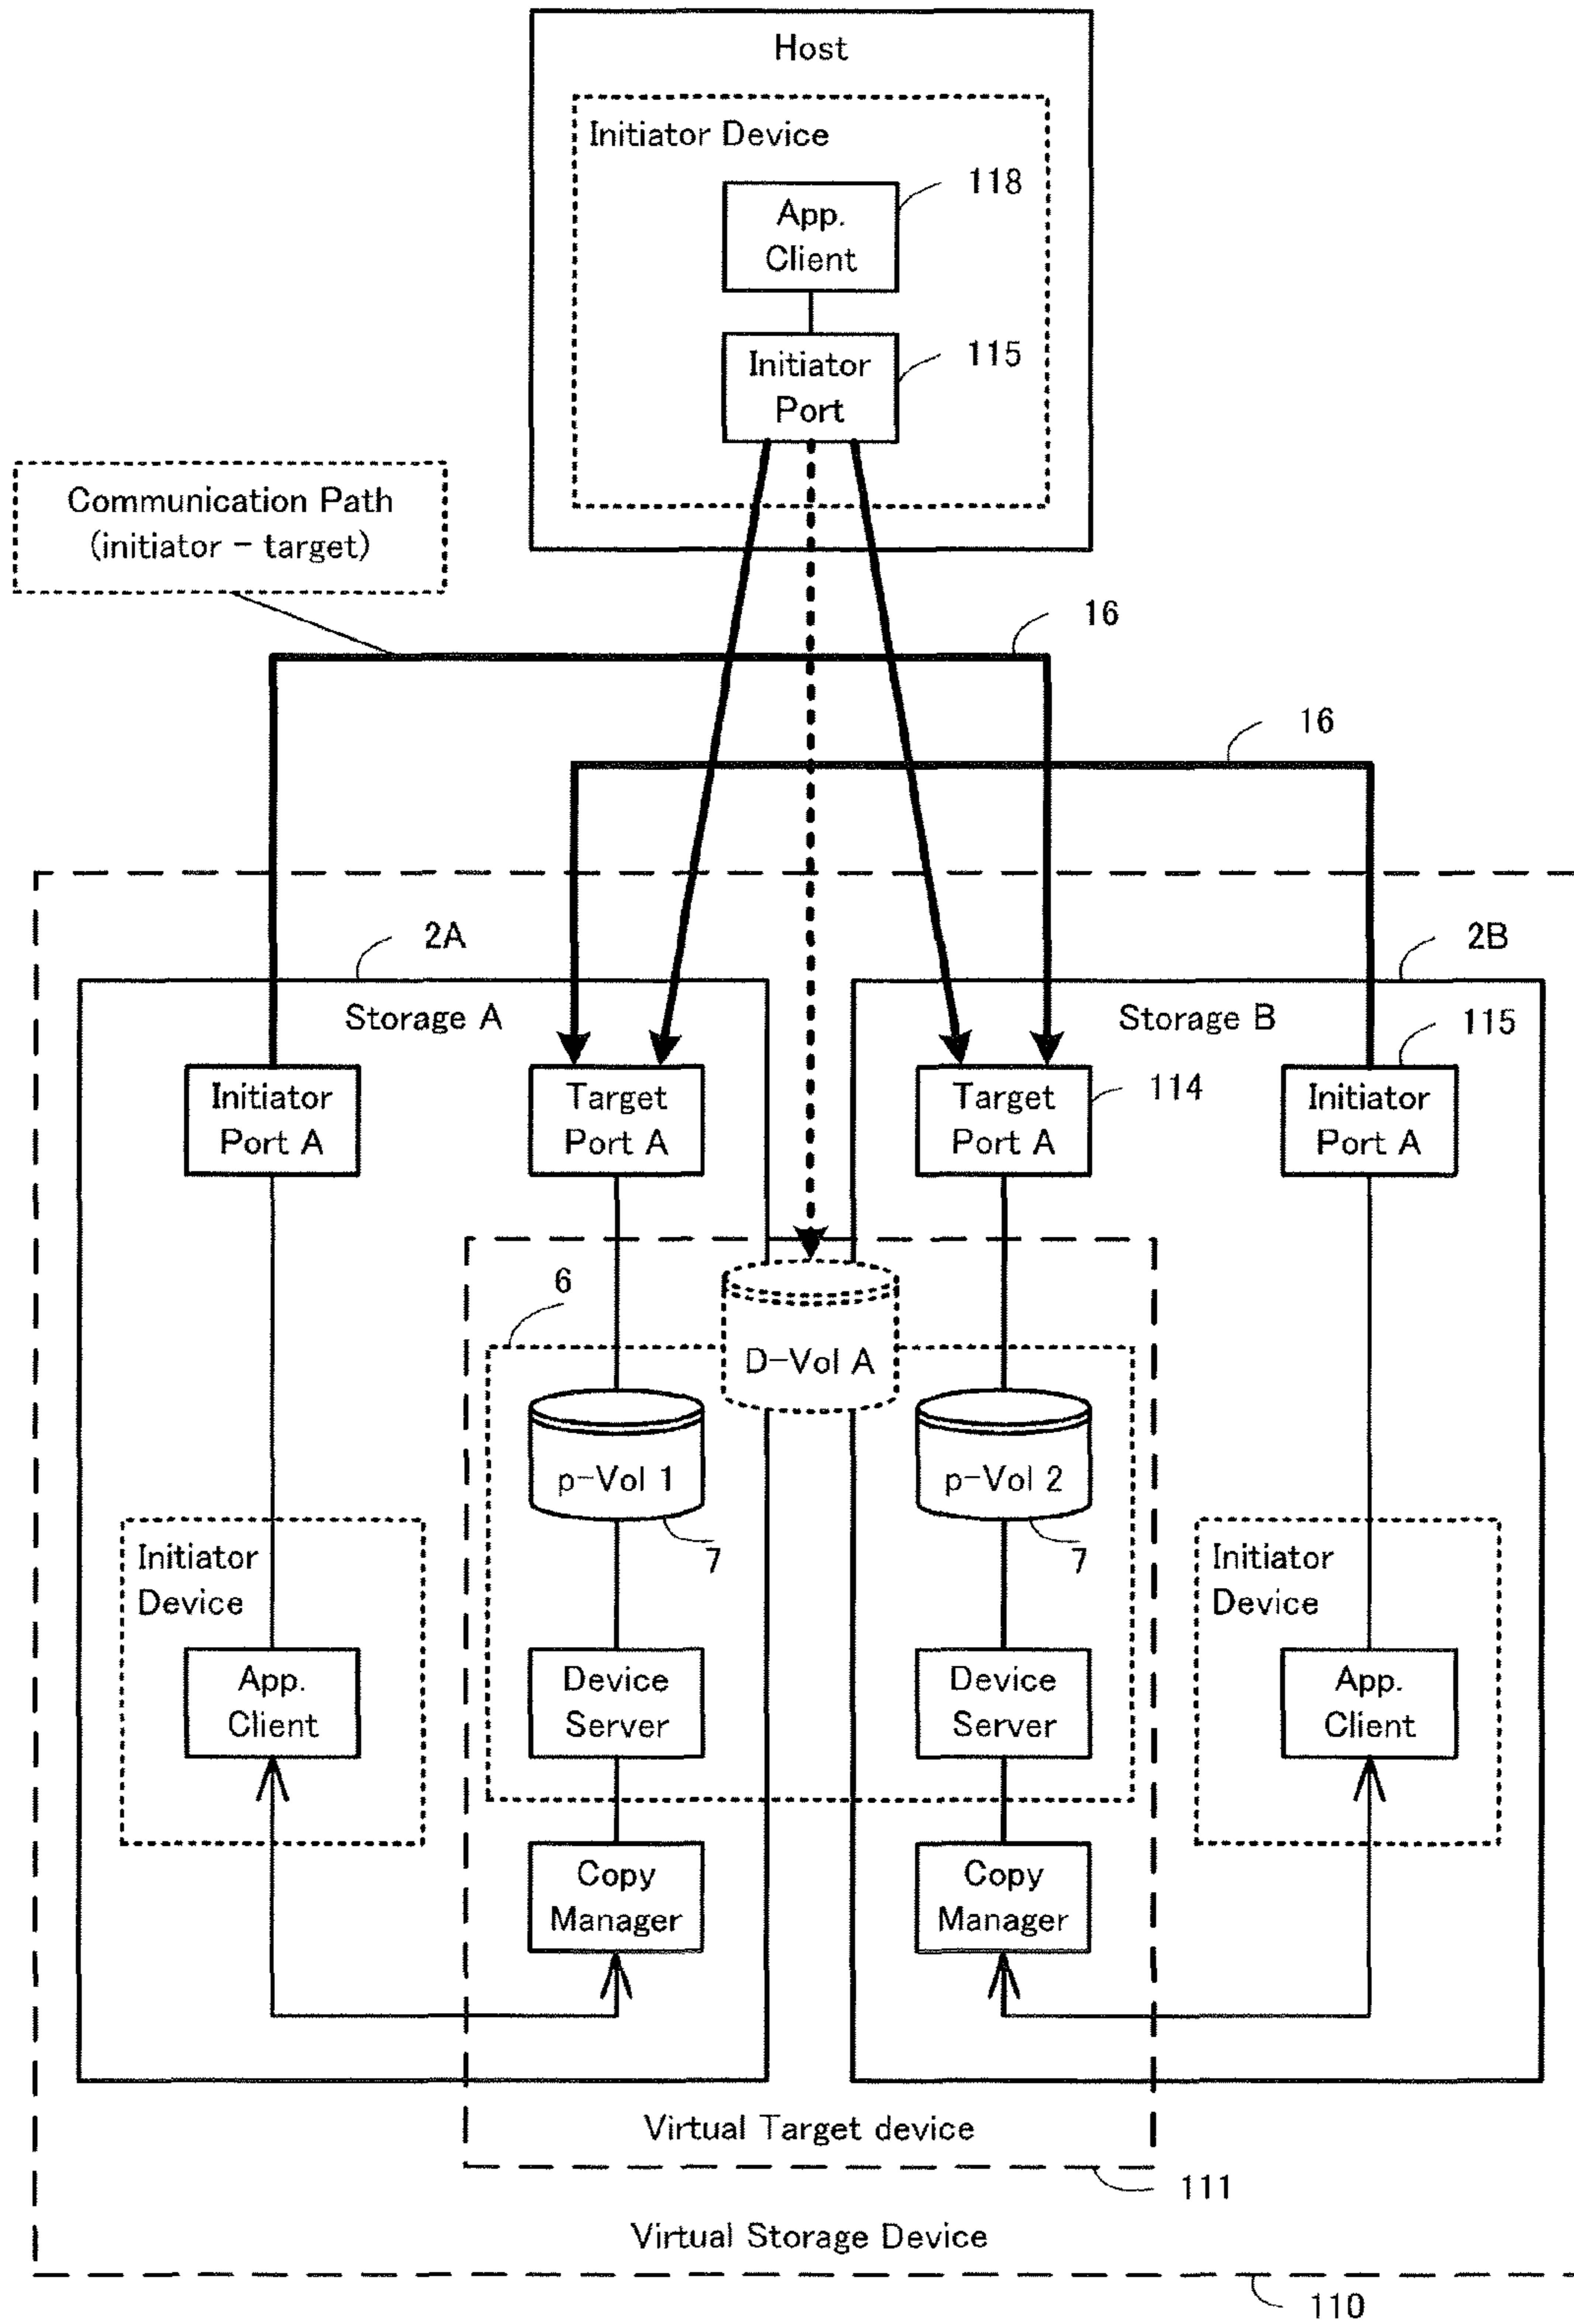 Host
Initiator Device
118
App.
Client
Initiator
Port
115
Communication Path
(initiator - target)
16
16
2A
2B
Storage A
Storage B
115
Initiator
Port A
Target
Port A
Target
Port A
114
Initiator
Port A
6
D-Vol A
p-Vol 1
p-Vol 2
7
7
Initiator
Device
Initiator
Device
App.
Client
Device
Server
Device
Server
App.
Client
Copy
Manager
Copy
Manager
Virtual Target device
111
Virtual Storage Device
110